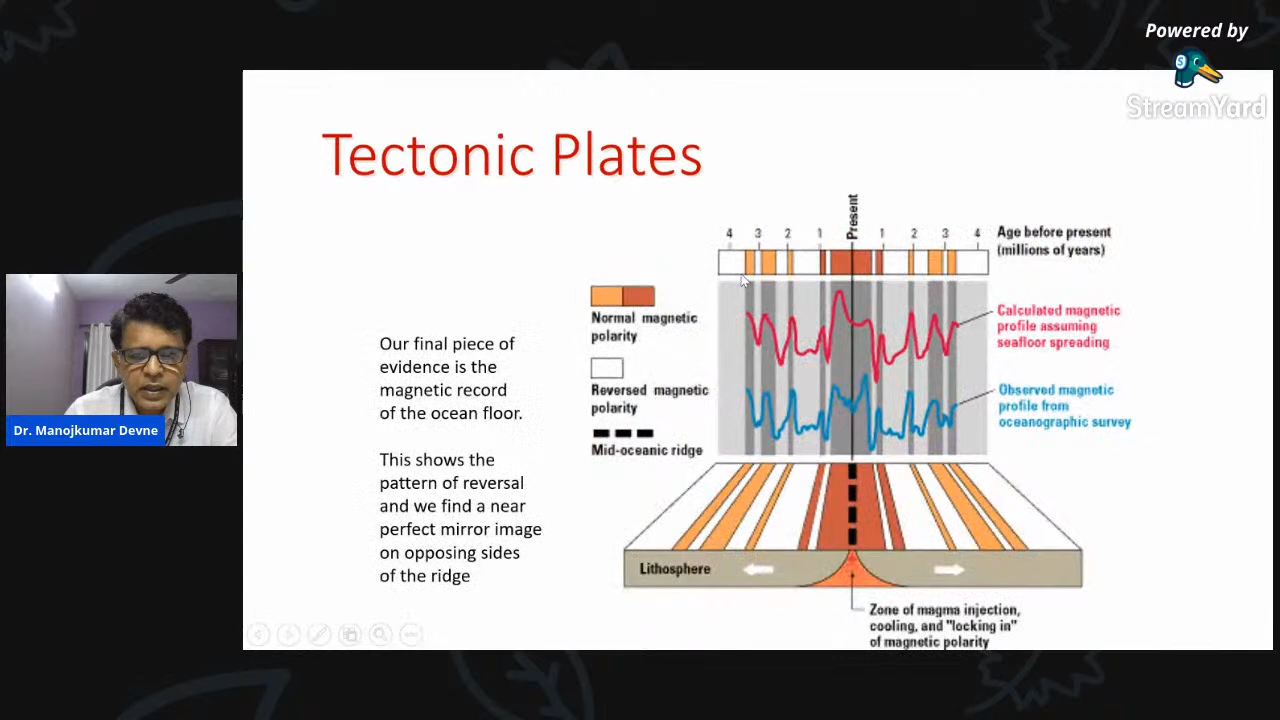 Powered by
StreamYard
Tectonic Plates
Present
4 3 2 1 1 2 3 4
Age before present
(millions of years)
Normal magnetic
polarity
Reversed magnetic
polarity
Mid-oceanic ridge
Calculated magnetic
profile assuming
seafloor spreading
Observed magnetic
profile from
oceanographic survey
Our final piece of
evidence is the
magnetic record
of the ocean floor.
This shows the
pattern of reversal
and we find a near
perfect mirror image
on opposing sides
of the ridge
Lithosphere
Zone of magma injection,
cooling, and "locking in"
of magnetic polarity
Dr. Manojkumar Devne